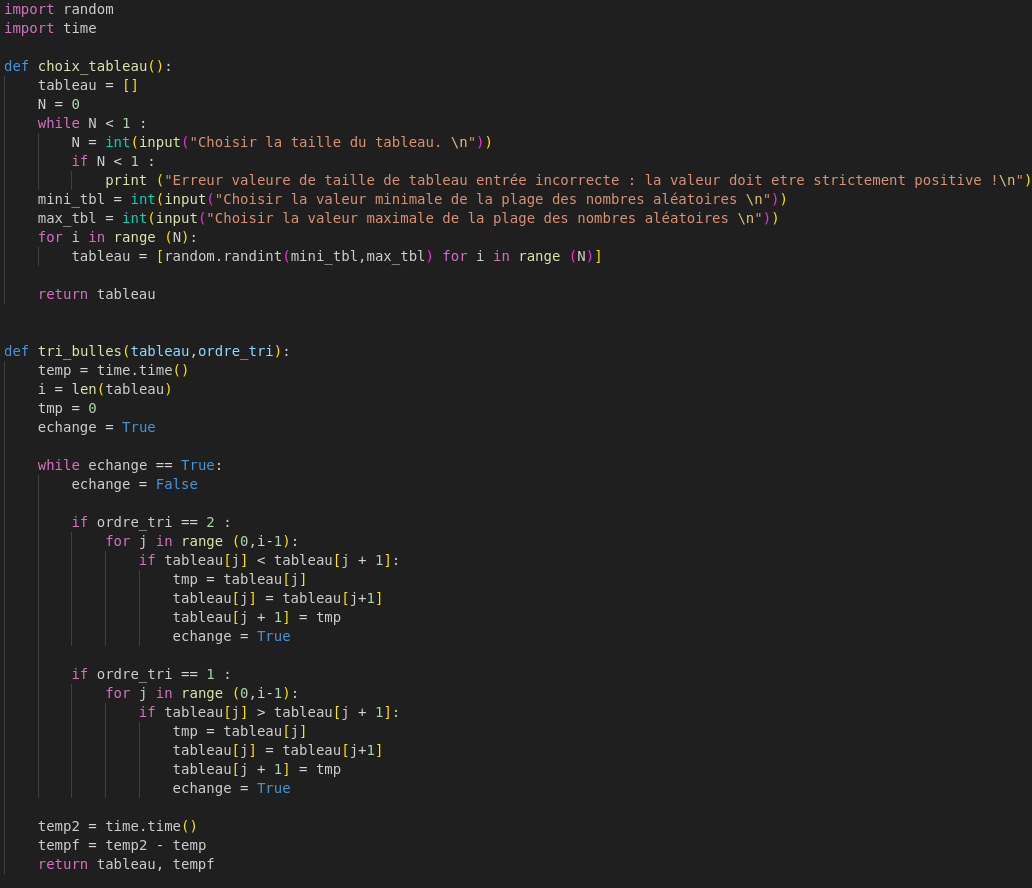 import random
import time
def choix_tableau():
    tableau = []
    N = 0
    while N < 1 :
        N = int(input("Choisir la taille du tableau. \n"))
        if N < 1 :
            print ("Erreur valeure de taille de tableau entrée incorrecte : la valeur doit etre strictement positive !\n")
    mini_tbl = int(input("Choisir la valeur minimale de la plage des nombres aléatoires \n"))
    max_tbl = int(input("Choisir la valeur maximale de la plage des nombres aléatoires \n"))
    for i in range (N):
        tableau = [random.randint(mini_tbl,max_tbl) for i in range (N)]
    return tableau
def tri_bulles(tableau,ordre_tri):
    temp = time.time()
    i = len(tableau)
    tmp = 0
    echange = True
    while echange == True:
        echange = False
        if ordre_tri == 2 :
            for j in range (0,i-1):
                if tableau[j] < tableau[j + 1]:
                    tmp = tableau[j]
                    tableau[j] = tableau[j+1]
                    tableau[j + 1] = tmp
                    echange = True
        if ordre_tri == 1 :
            for j in range (0,i-1):
                if tableau[j] > tableau[j + 1]:
                    tmp = tableau[j]
                    tableau[j] = tableau[j+1]
                    tableau[j + 1] = tmp
                    echange = True
    temp2 = time.time()
    tempf = temp2 - temp
    return tableau, tempf